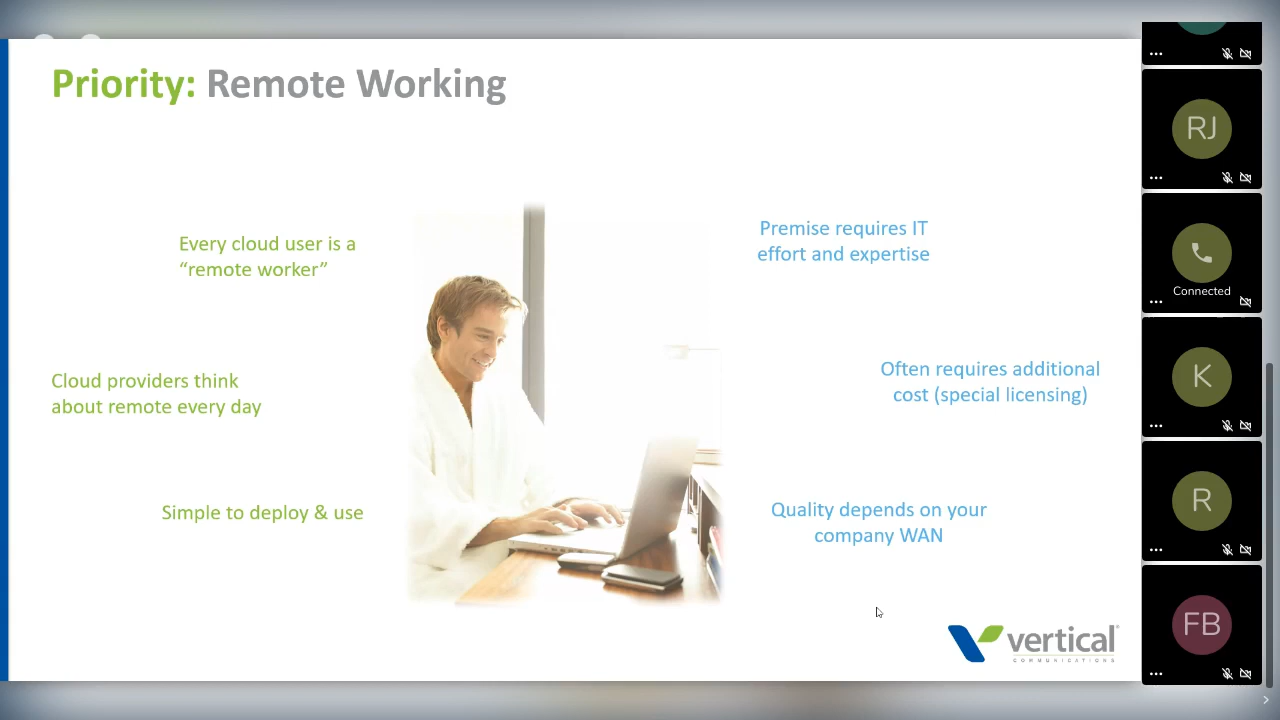 Priority: Remote Working
Every cloud user is a
“remote worker”
Cloud providers think
about remote every day
Simple to deploy & use
Premise requires IT
effort and expertise
Often requires additional
cost (special licensing)
Quality depends on your
company WAN
vertical®
COMMUNICATIONS
RJ
Connected
K
R
FB